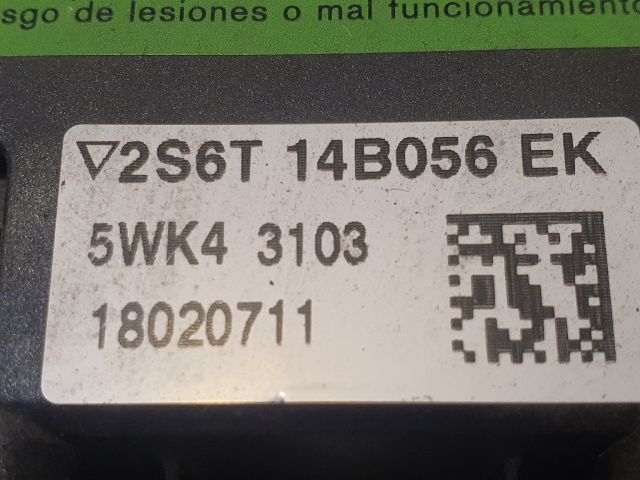 sgo de lesiones o mal funcionamiento
▽2S6T 14B056 EK
5WK4 3103
18020711